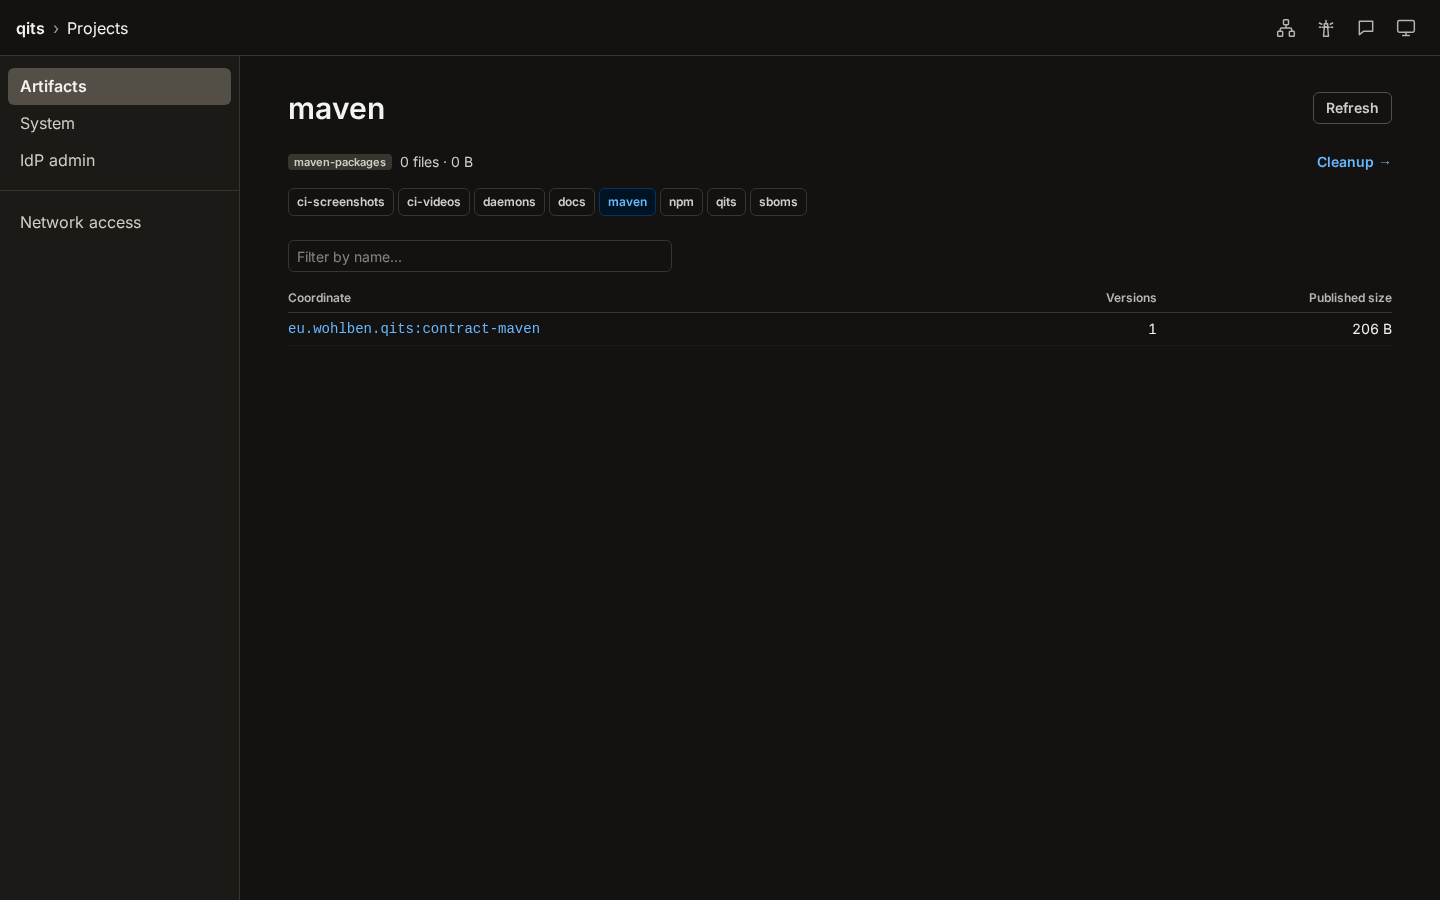 qits › Projects
Artifacts
System
IdP admin
Network access
maven
Refresh
maven-packages 0 files · 0 B
Cleanup →
ci-screenshots ci-videos daemons docs maven npm qits sboms
Filter by name...
Coordinate Versions Published size
eu.wohlben.qits:contract-maven 1 206 B